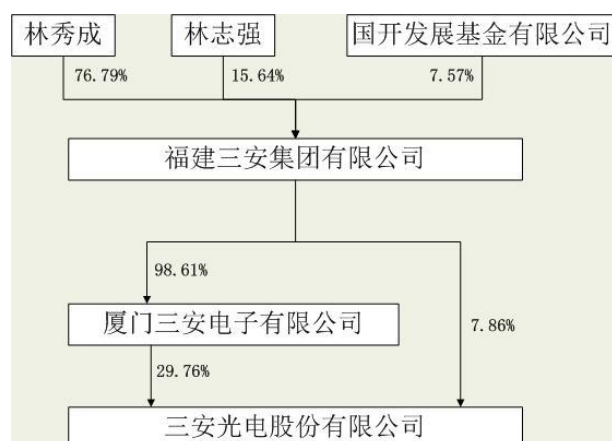 林秀成
林志强
国开发展基金有限公司
76.79%
15.64%
7.57%
福建三安集团有限公司
98.61%
厦门三安电子有限公司
7.86%
29.76%
三安光电股份有限公司